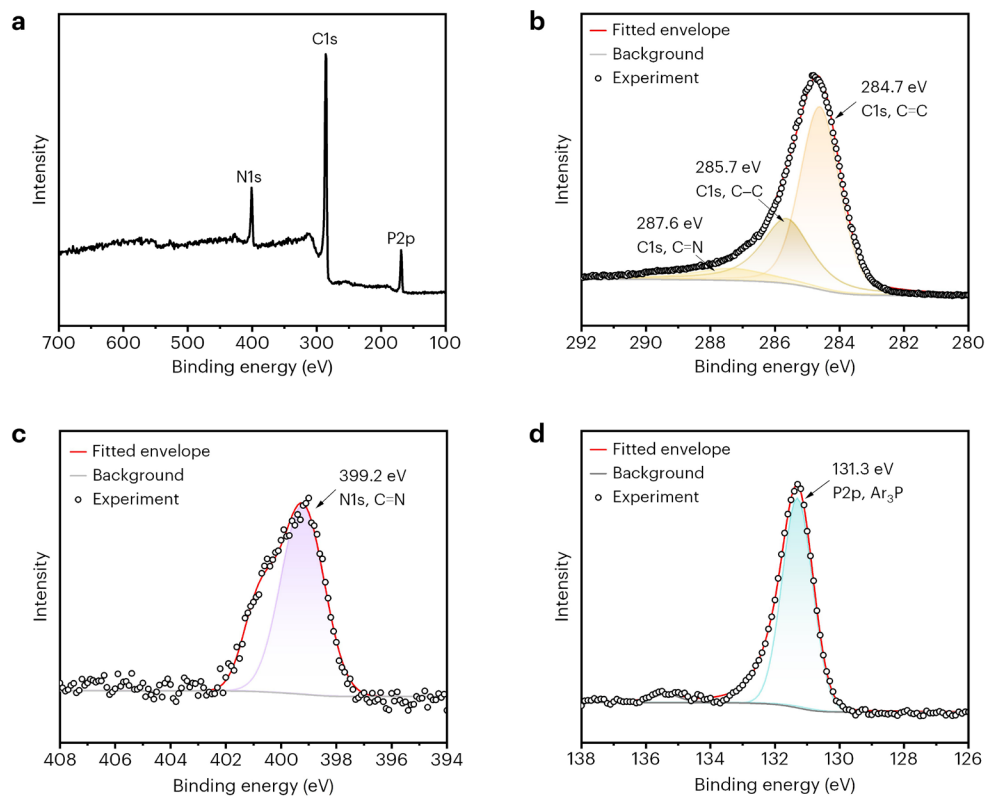 a
C1s
N1s
P2p
Intensity
700 600 500 400 300 200 100
Binding energy (eV)
b
Fitted envelope
Background
Experiment
284.7 eV
C1s, C=C
285.7 eV
C1s, C–C
287.6 eV
C1s, C=N
Intensity
292 290 288 286 284 282 280
Binding energy (eV)
c
Fitted envelope
Background
Experiment
399.2 eV
N1s, C=N
Intensity
408 406 404 402 400 398 396 394
Binding energy (eV)
d
Fitted envelope
Background
Experiment
131.3 eV
P2p, Ar₃P
Intensity
138 136 134 132 130 128 126
Binding energy (eV)